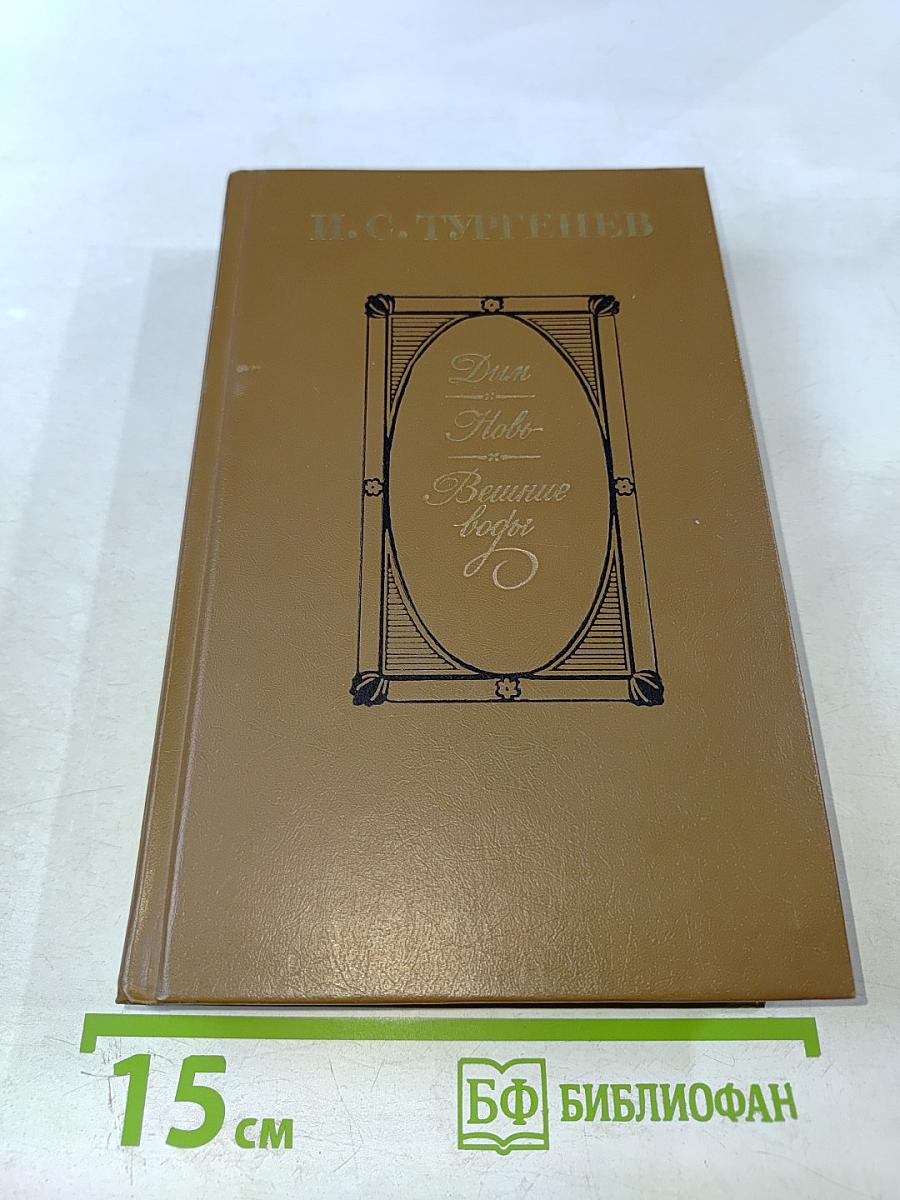 И. С. ТУРГЕНЕВ
Дым
Новь
Вешние
воды
15 см
БФ БИБЛИОФАН